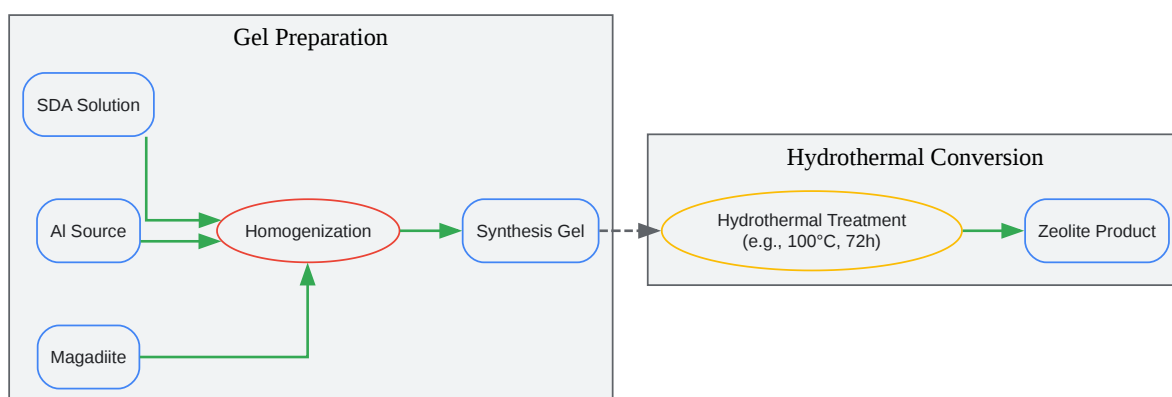 Gel Preparation
SDA Solution
Al Source
Magadiite
Homogenization
Synthesis Gel
Hydrothermal Conversion
Hydrothermal Treatment
(e.g., 100°C, 72h)
Zeolite Product